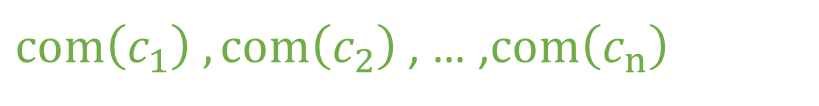 com(c₁) , com(c₂) , … ,com(cₙ)